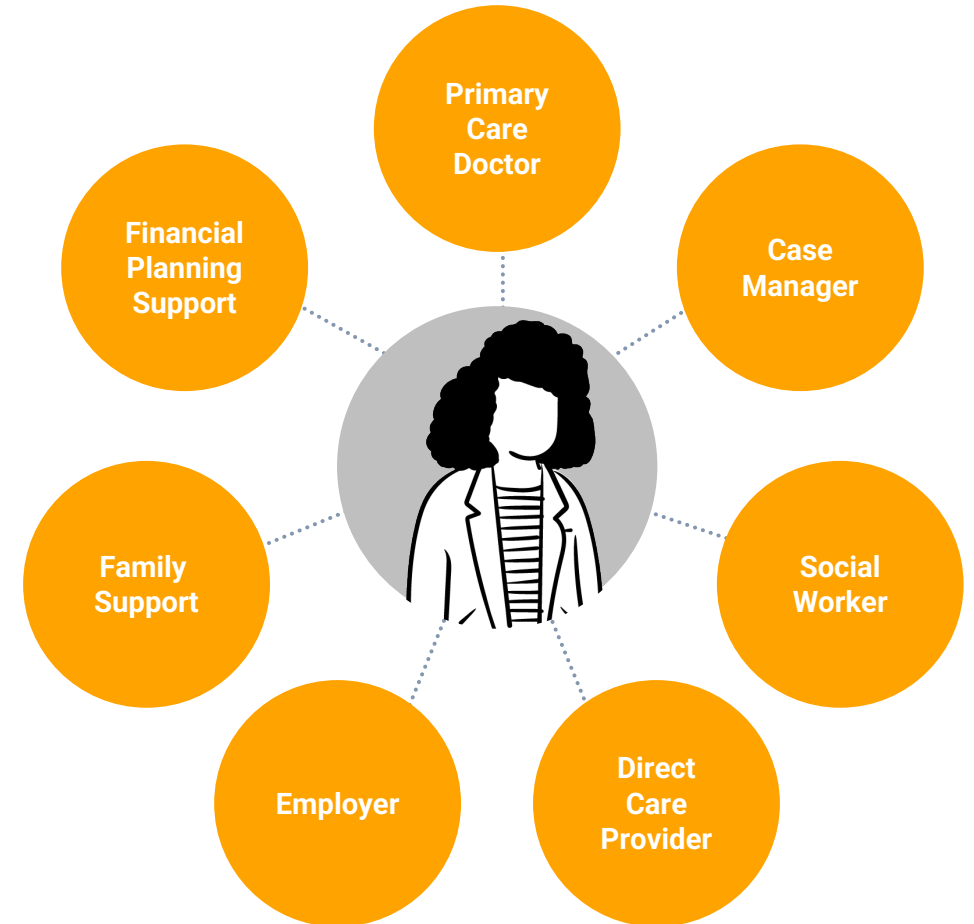 Primary
Care
Doctor
Case
Manager
Social
Worker
Direct
Care
Provider
Employer
Family
Support
Financial
Planning
Support